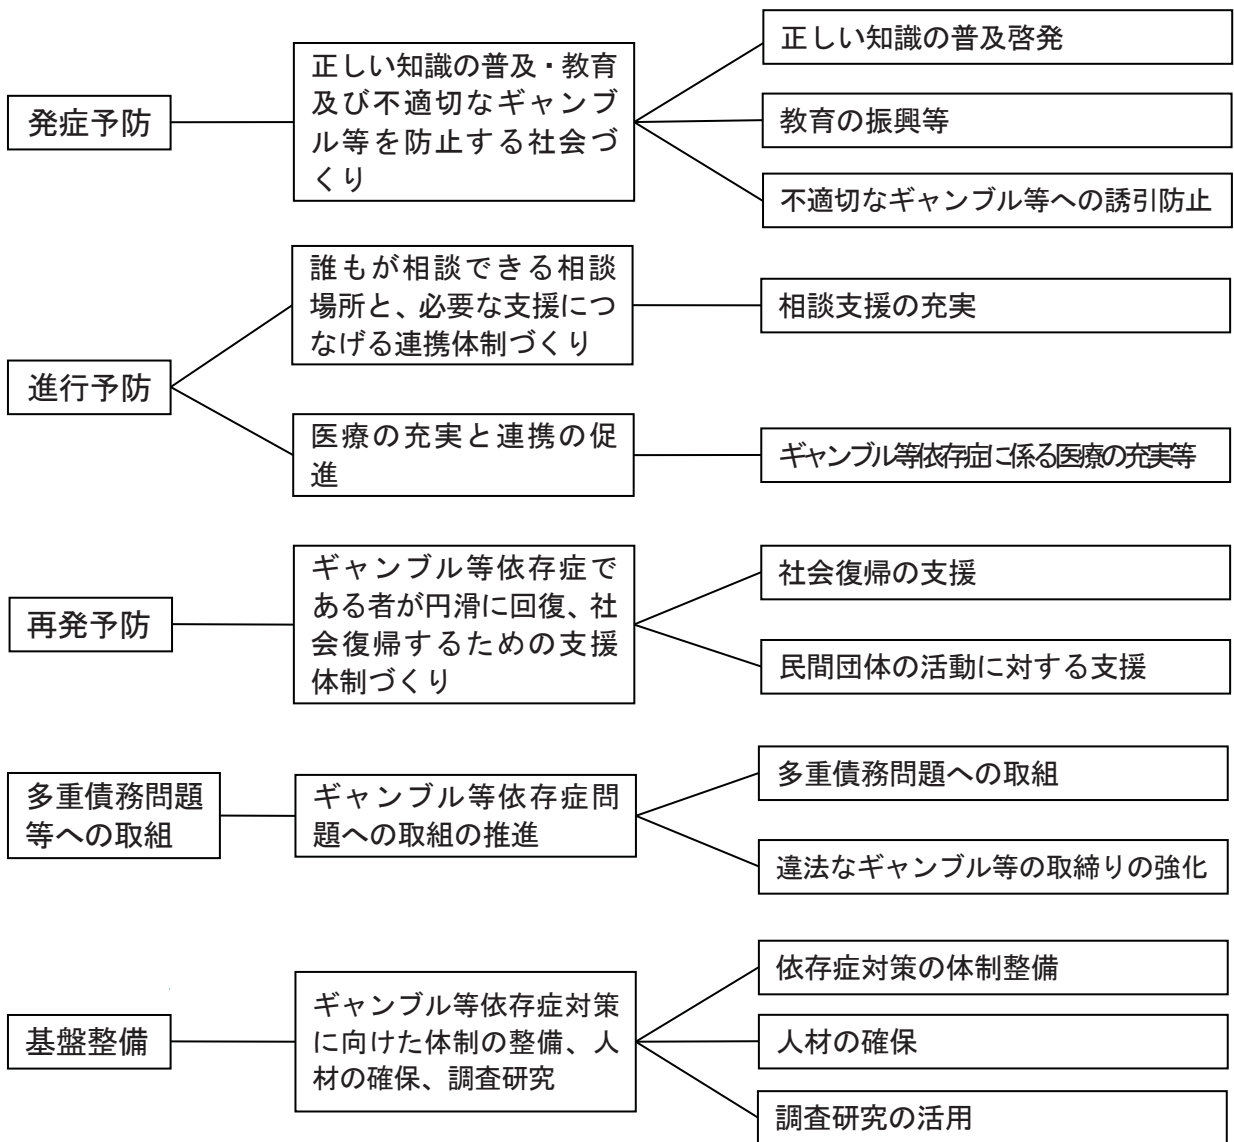 発症予防
正しい知識の普及・教育
及び不適切なギャンブ
ル等を防止する社会づ
くり
正しい知識の普及啓発
教育の振興等
不適切なギャンブル等への誘引防止
進行予防
誰もが相談できる相談
場所と、必要な支援につ
なげる連携体制づくり
相談支援の充実
医療の充実と連携の促
進
ギャンブル等依存症に係る医療の充実等
再発予防
ギャンブル等依存症で
ある者が円滑に回復、社
会復帰するための支援
体制づくり
社会復帰の支援
民間団体の活動に対する支援
多重債務問題
等への取組
ギャンブル等依存症問
題への取組の推進
多重債務問題への取組
違法なギャンブル等の取締りの強化
基盤整備
ギャンブル等依存症対策
に向けた体制の整備、人
材の確保、調査研究
依存症対策の体制整備
人材の確保
調査研究の活用